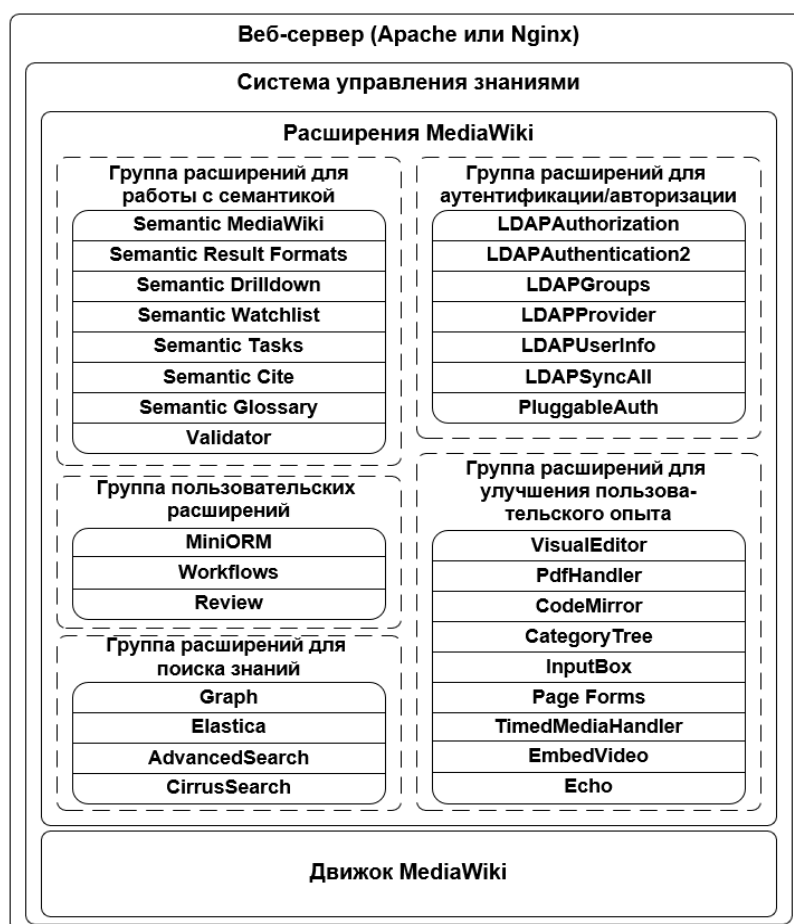 Веб-сервер (Apache или Nginx)
Система управления знаниями
Расширения MediaWiki
Группа расширений для
работы с семантикой
Semantic MediaWiki
Semantic Result Formats
Semantic Drilldown
Semantic Watchlist
Semantic Tasks
Semantic Cite
Semantic Glossary
Validator
Группа пользовательских
расширений
MiniORM
Workflows
Review
Группа расширений для
поиска знаний
Graph
Elastica
AdvancedSearch
CirrusSearch
Группа расширений для
аутентификации/авторизации
LDAPAuthorization
LDAPAuthentication2
LDAPGroups
LDAPProvider
LDAPUserInfo
LDAPSyncAll
PluggableAuth
Группа расширений для
улучшения пользова-
тельского опыта
VisualEditor
PdfHandler
CodeMirror
CategoryTree
InputBox
Page Forms
TimedMediaHandler
EmbedVideo
Echo
Движок MediaWiki